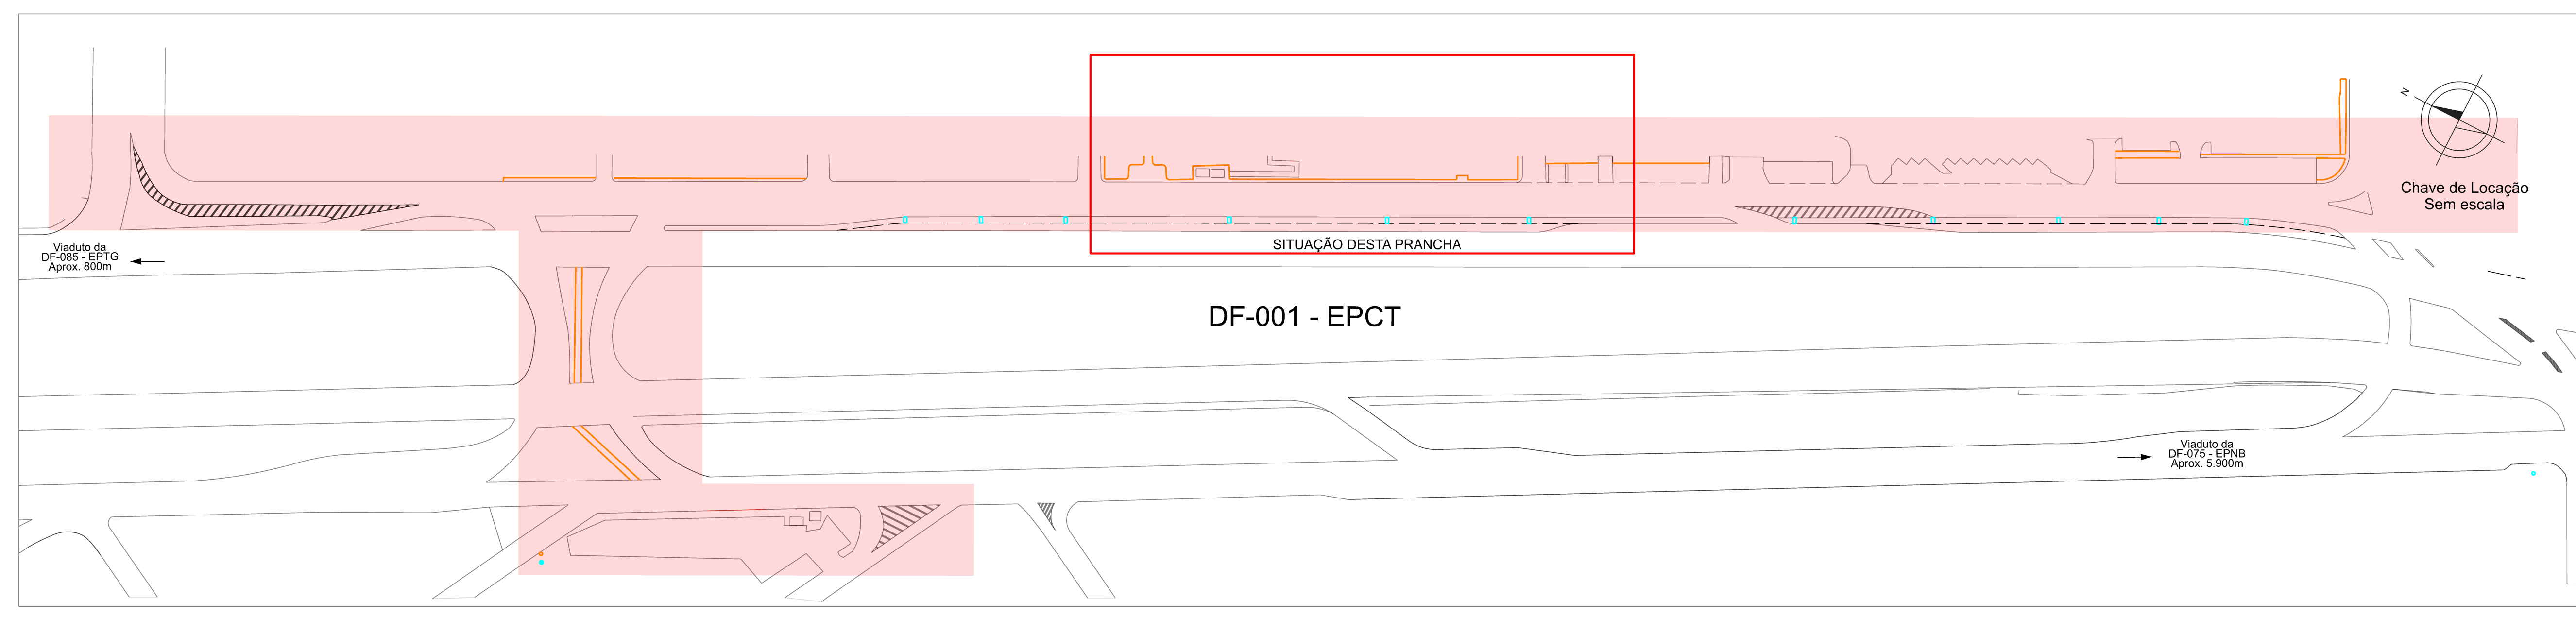 N
Chave de Locação
Sem escala
SITUAÇÃO DESTA PRANCHA
Viaduto da
DF-085 - EPTG
Aprox. 800m
DF-001 - EPCT
Viaduto da
DF-075 - EPNB
Aprox. 5.900m